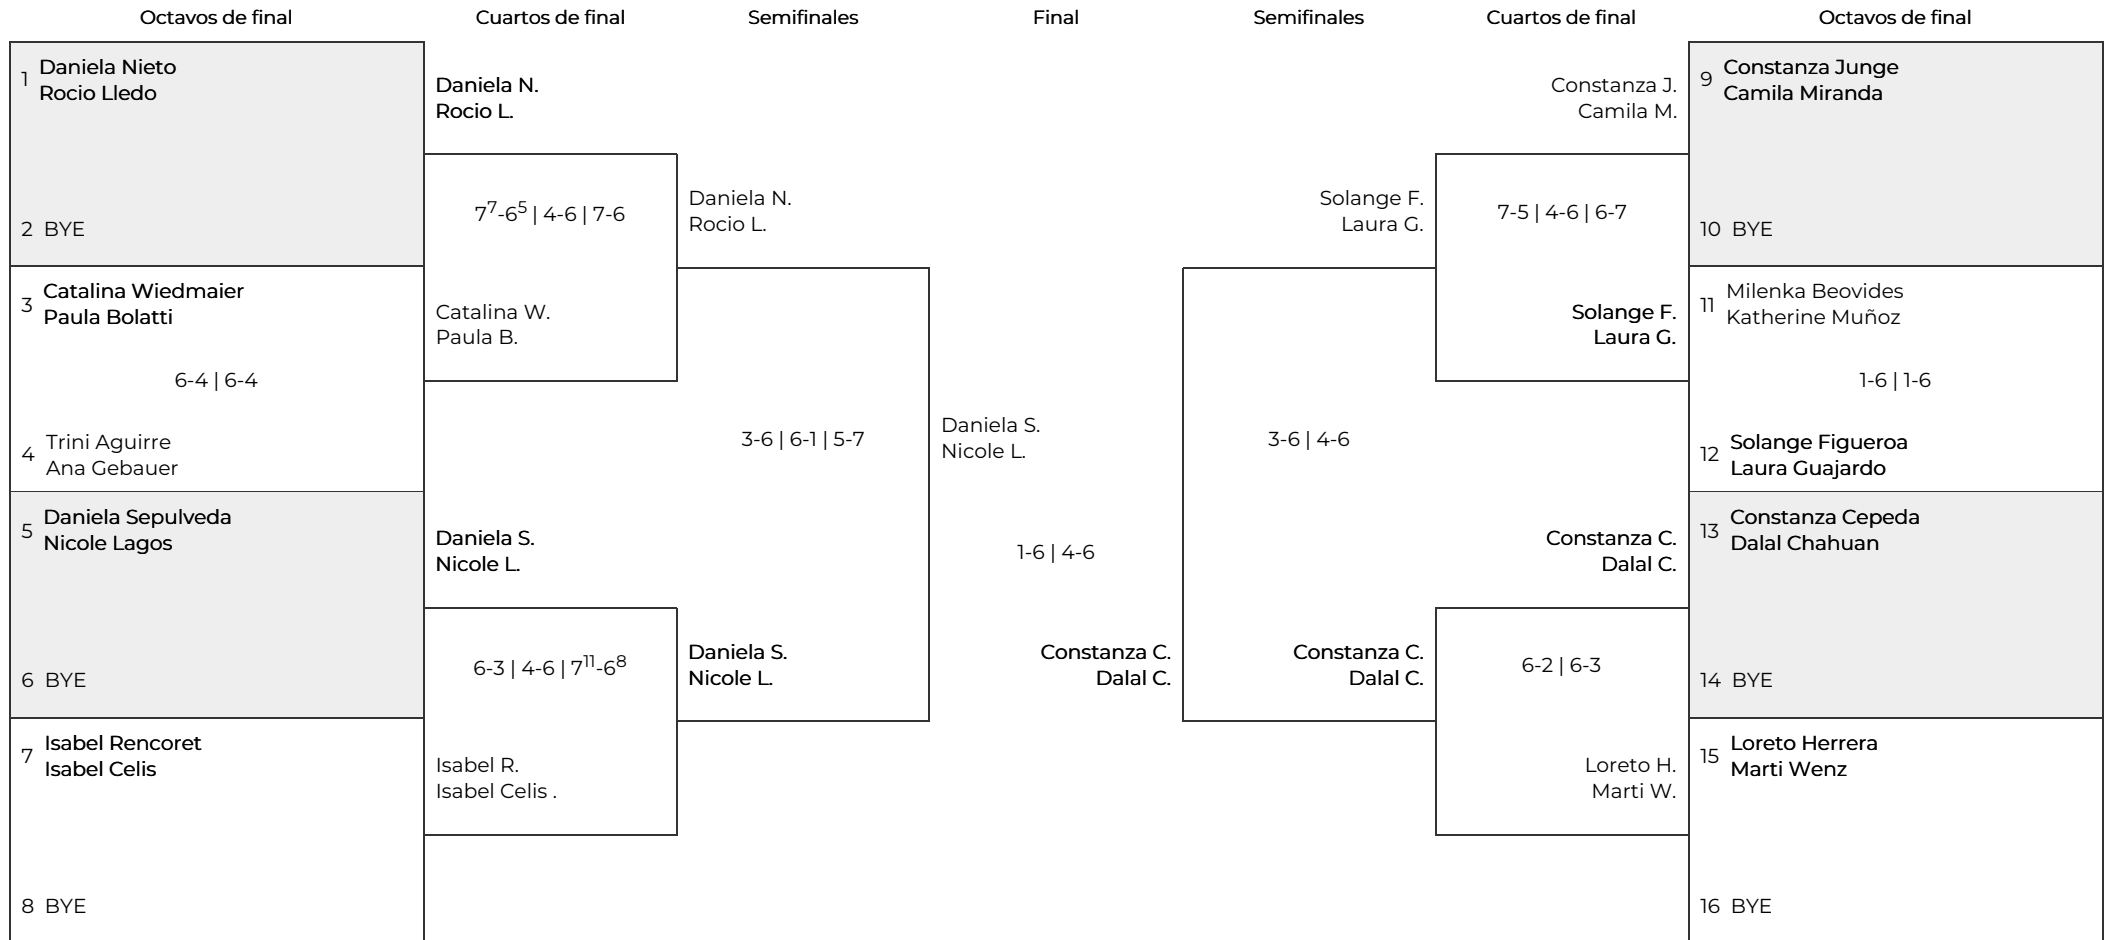 Octavos de final
Cuartos de final
Semifinales
Final
Semifinales
Cuartos de final
Octavos de final
1 Daniela Nieto
Rocio Lledo
2 BYE
3 Catalina Wiedmaier
Paula Bolatti
6-4 | 6-4
4 Trini Aguirre
Ana Gebauer
5 Daniela Sepulveda
Nicole Lagos
6 BYE
7 Isabel Rencoret
Isabel Celis
8 BYE
Daniela N.
Rocio L.
7⁷-6⁵ | 4-6 | 7-6
Catalina W.
Paula B.
Daniela S.
Nicole L.
6-3 | 4-6 | 7¹¹-6⁸
Isabel R.
Isabel Celis .
Daniela N.
Rocio L.
3-6 | 6-1 | 5-7
Daniela S.
Nicole L.
Daniela S.
Nicole L.
1-6 | 4-6
Constanza C.
Dalal C.
Solange F.
Laura G.
3-6 | 4-6
Constanza C.
Dalal C.
Constanza J.
Camila M.
7-5 | 4-6 | 6-7
Solange F.
Laura G.
Constanza C.
Dalal C.
6-2 | 6-3
Loreto H.
Marti W.
9 Constanza Junge
Camila Miranda
10 BYE
11 Milenka Beovides
Katherine Muñoz
1-6 | 1-6
12 Solange Figueroa
Laura Guajardo
13 Constanza Cepeda
Dalal Chahuan
14 BYE
15 Loreto Herrera
Marti Wenz
16 BYE